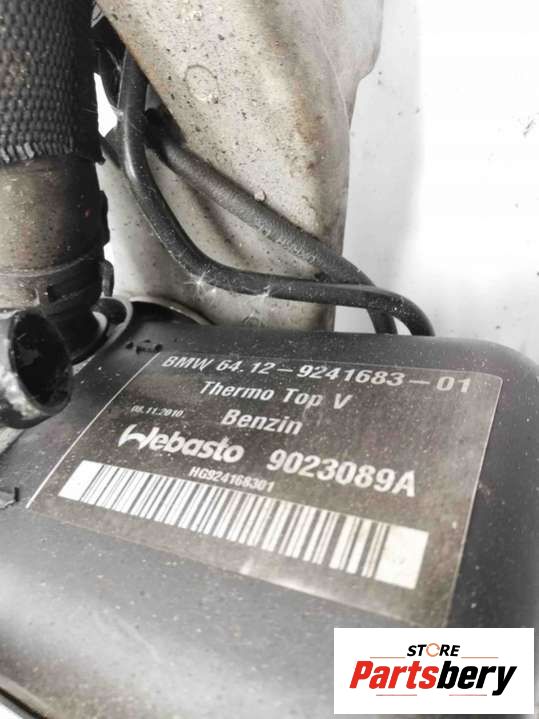 BMW 64.12-9241683-01
Thermo Top V
08.11.2010 Benzin
Webasto 9023089A
HG924168301
STORE
Partsbery